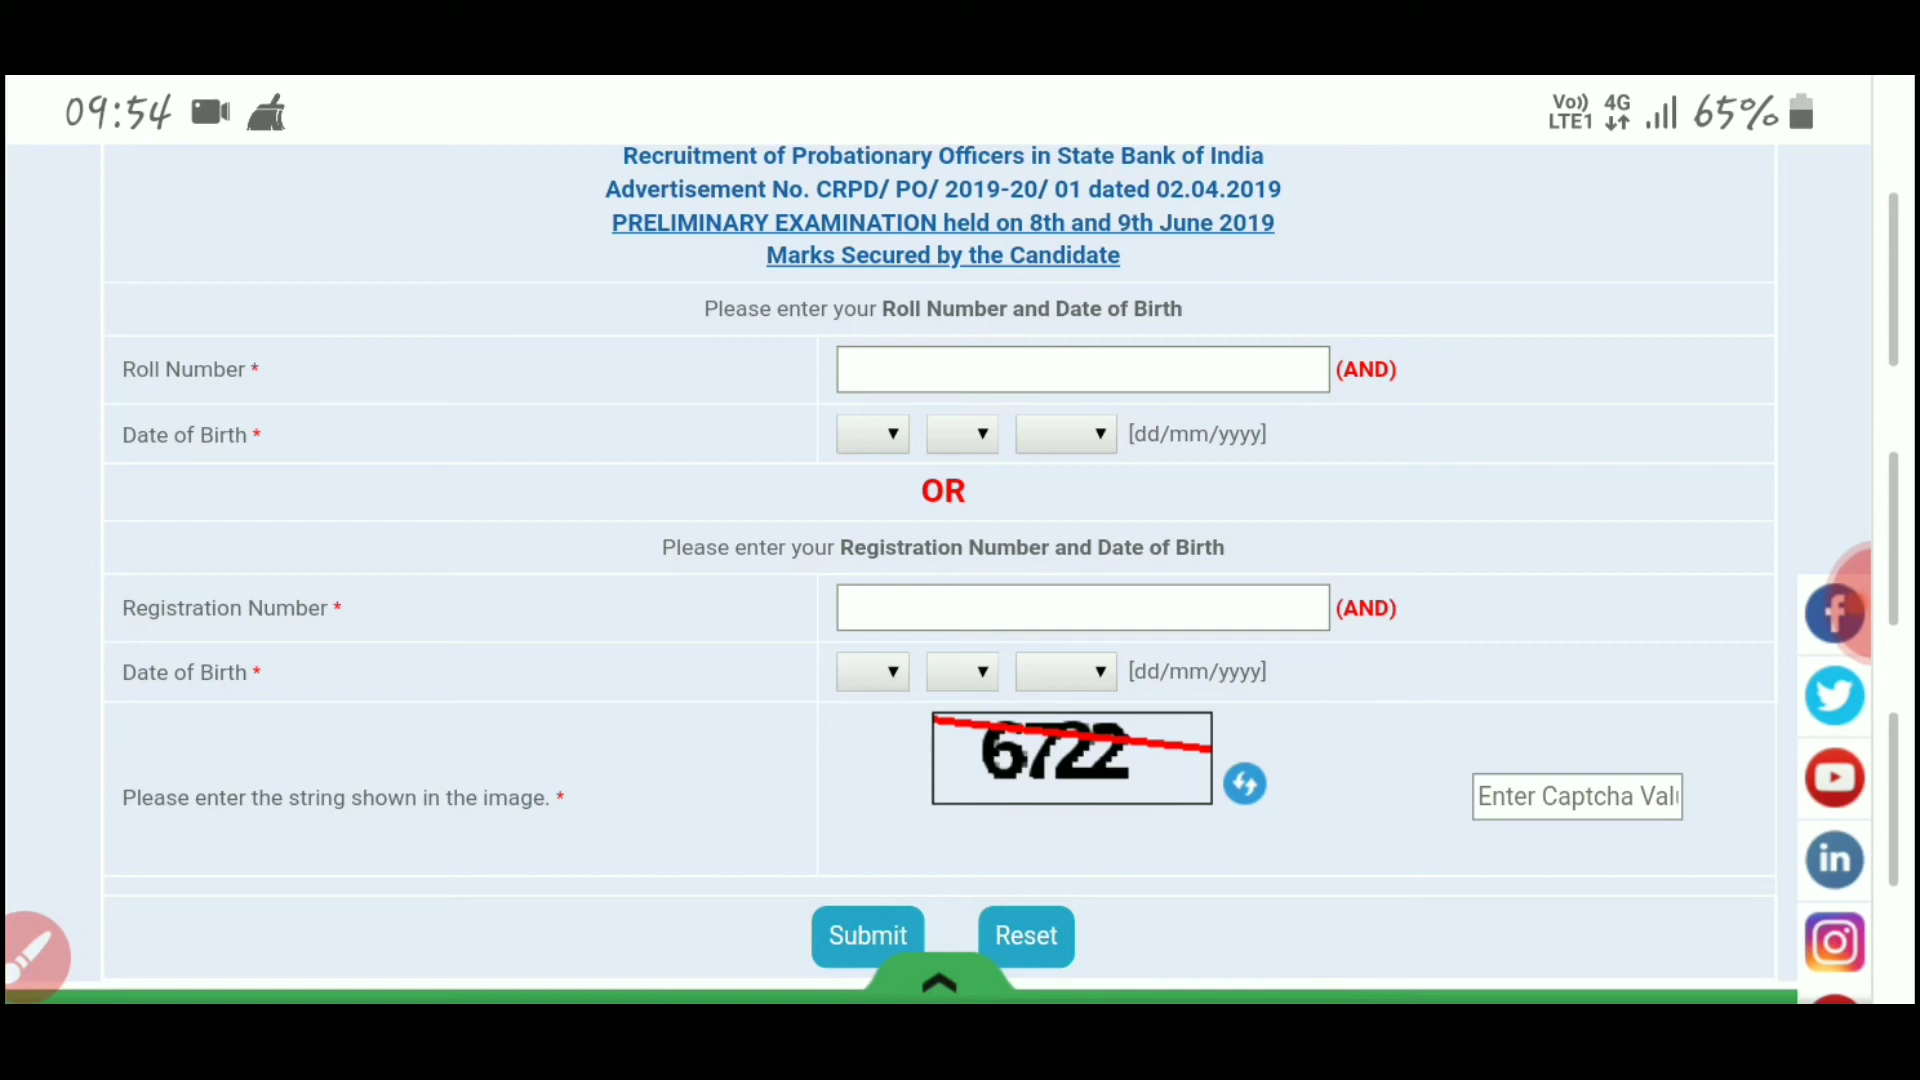 09:54
Vo)) 4G 65%
LTE1
Recruitment of Probationary Officers in State Bank of India
Advertisement No. CRPD/ PO/ 2019-20/ 01 dated 02.04.2019
PRELIMINARY EXAMINATION held on 8th and 9th June 2019
Marks Secured by the Candidate
Please enter your Roll Number and Date of Birth
Roll Number * (AND)
Date of Birth * [dd/mm/yyyy]
OR
Please enter your Registration Number and Date of Birth
Registration Number * (AND)
Date of Birth * [dd/mm/yyyy]
6722
Please enter the string shown in the image. * Enter Captcha Val
Submit Reset